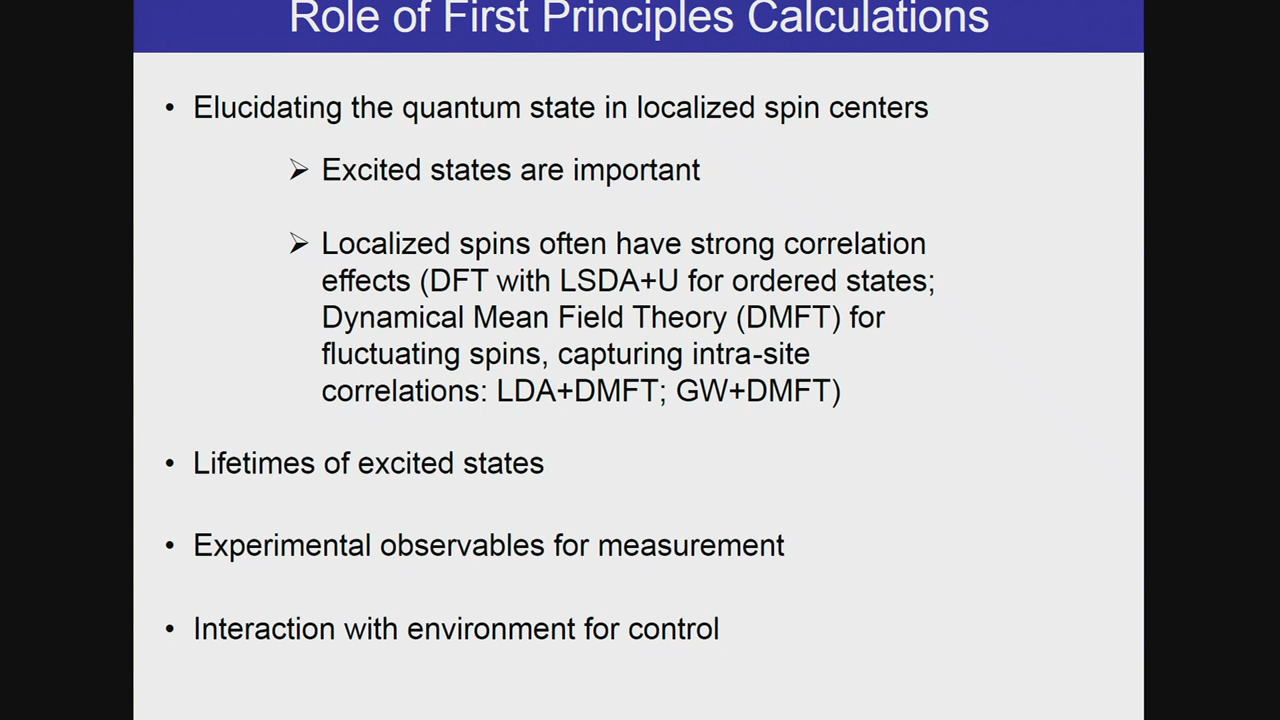 Role of First Principles Calculations
• Elucidating the quantum state in localized spin centers
➢ Excited states are important
➢ Localized spins often have strong correlation
effects (DFT with LSDA+U for ordered states;
Dynamical Mean Field Theory (DMFT) for
fluctuating spins, capturing intra-site
correlations: LDA+DMFT; GW+DMFT)
• Lifetimes of excited states
• Experimental observables for measurement
• Interaction with environment for control